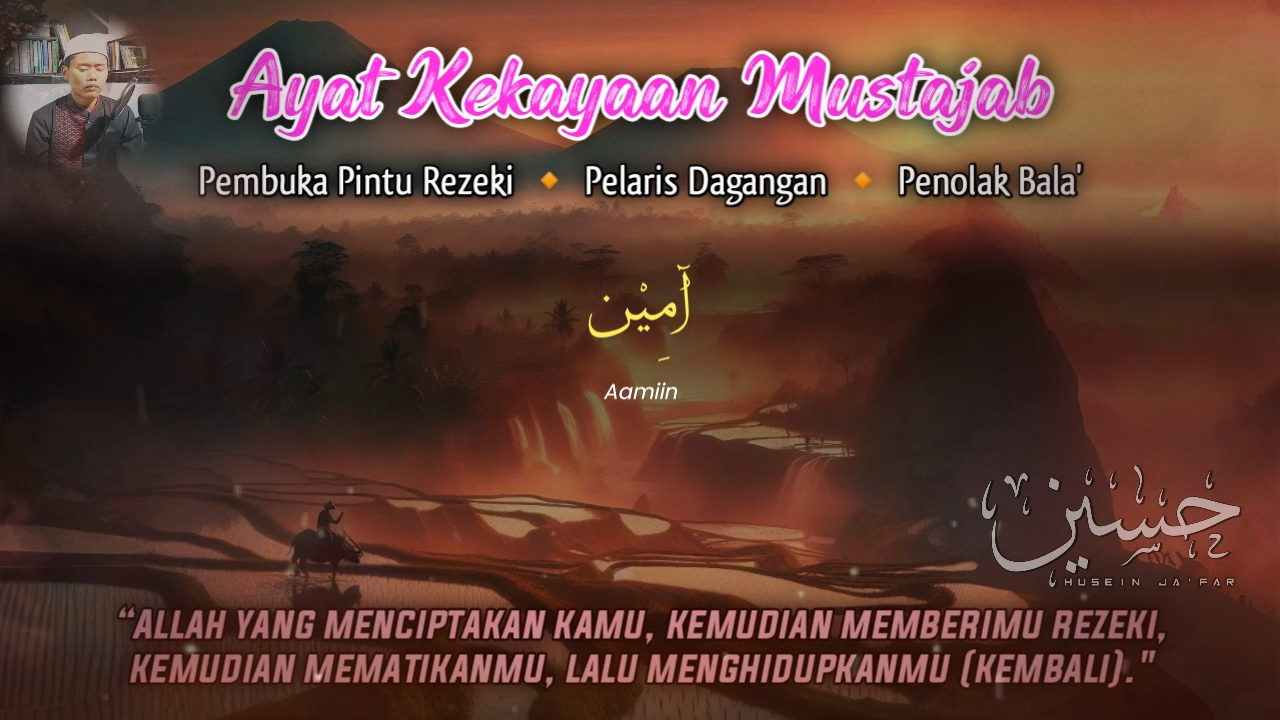 Ayat Kekayaan Mustajab
Pembuka Pintu Rezeki 🔸 Pelaris Dagangan 🔸 Penolak Bala'
اٰۤمِيْن
Aamiin
حسين
HUSEIN JA'FAR
“ALLAH YANG MENCIPTAKAN KAMU, KEMUDIAN MEMBERIMU REZEKI,
KEMUDIAN MEMATIKANMU, LALU MENGHIDUPKANMU (KEMBALI)."